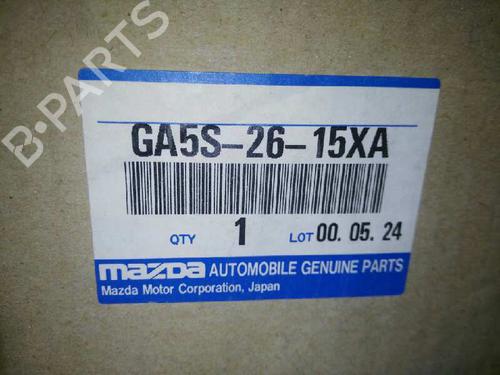 B-PARTS
GA5S-26-15XA
QTY 1 LOT 00. 05. 24
mazda AUTOMOBILE GENUINE PARTS
Mazda Motor Corporation, Japan